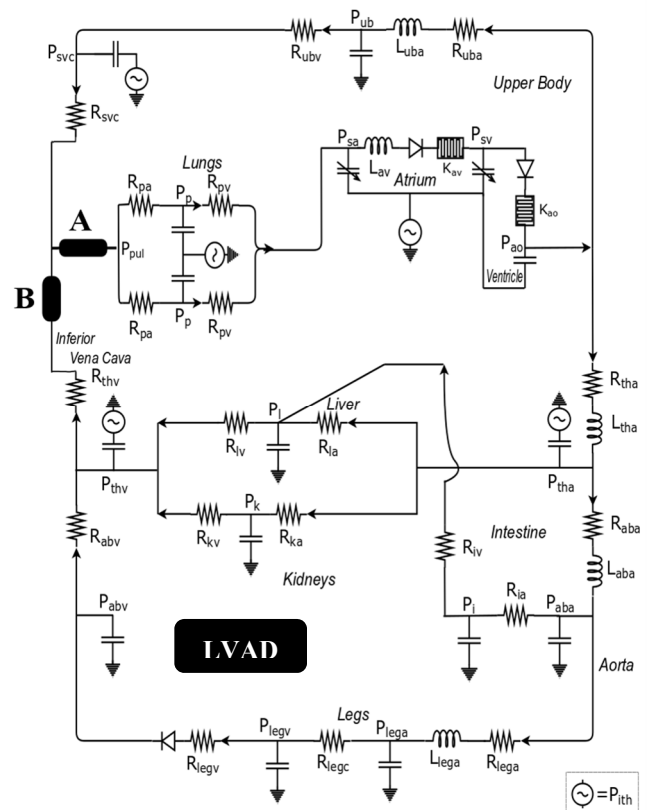 P_ub
R_ubv
L_uba
R_uba
P_svc
Upper Body
R_svc
P_sa
L_av
K_av
P_sv
Atrium
K_ao
P_ao
Ventricle
Lungs
R_pa
P_p
R_pv
A
P_pul
B
R_pa
P_p
R_pv
Inferior
Vena Cava
R_thv
R_tha
L_tha
P_l
Liver
R_lv
R_la
P_thv
P_tha
P_k
R_kv
R_ka
Kidneys
R_abv
Intestine
R_iv
R_aba
L_aba
R_ia
P_i
P_aba
P_abv
LVAD
Aorta
Legs
P_legv
P_lega
R_legv
R_legc
L_lega
R_lega
=P_ith